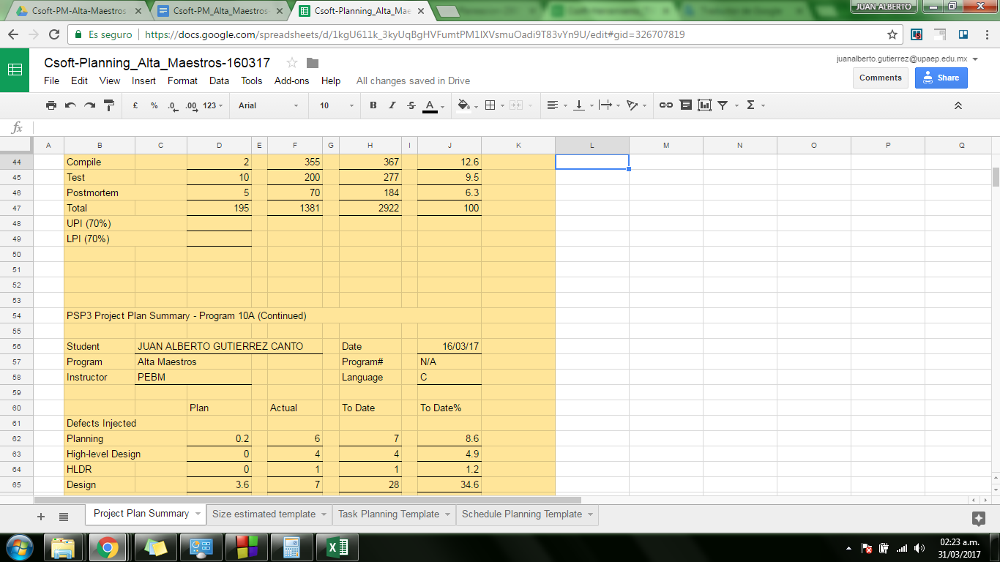 Csoft-PM-Alta-Maestros
Csoft-PM_Alta_Maestros-
Csoft-Planning_Alta_Mae
JUAN ALBERTO
Es seguro https://docs.google.com/spreadsheets/d/1kgU611k_3kyUqBgHVFumtPM1IXVsmuOadi9T83vYn9U/edit#gid=326707819
Csoft-Planning_Alta_Maestros-160317
juanalberto.gutierrez@upaep.edu.mx
File Edit View Insert Format Data Tools Add-ons Help All changes saved in Drive
Comments Share
£ % .0 .00 123 Arial 10 B I S A Σ
fx
A B C D E F G H I J K L M N O P Q
44 Compile 2 355 367 12.6
45 Test 10 200 277 9.5
46 Postmortem 5 70 184 6.3
47 Total 195 1381 2922 100
48 UPI (70%)
49 LPI (70%)
50
51
52
53
54 PSP3 Project Plan Summary - Program 10A (Continued)
55
56 Student JUAN ALBERTO GUTIERREZ CANTO Date 16/03/17
57 Program Alta Maestros Program# N/A
58 Instructor PEBM Language C
59
60 Plan Actual To Date To Date%
61 Defects Injected
62 Planning 0.2 6 7 8.6
63 High-level Design 0 4 4 4.9
64 HLDR 0 1 1 1.2
65 Design 3.6 7 28 34.6
Project Plan Summary Size estimated template Task Planning Template Schedule Planning Template
02:23 a.m.
31/03/2017